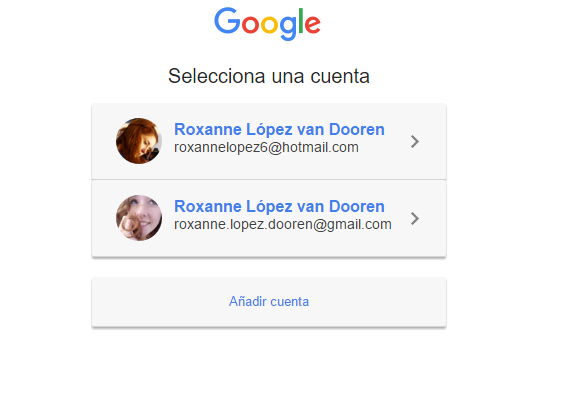 Google
Selecciona una cuenta
Roxanne López van Dooren
roxannelopez6@hotmail.com
Roxanne López van Dooren
roxanne.lopez.dooren@gmail.com
Añadir cuenta